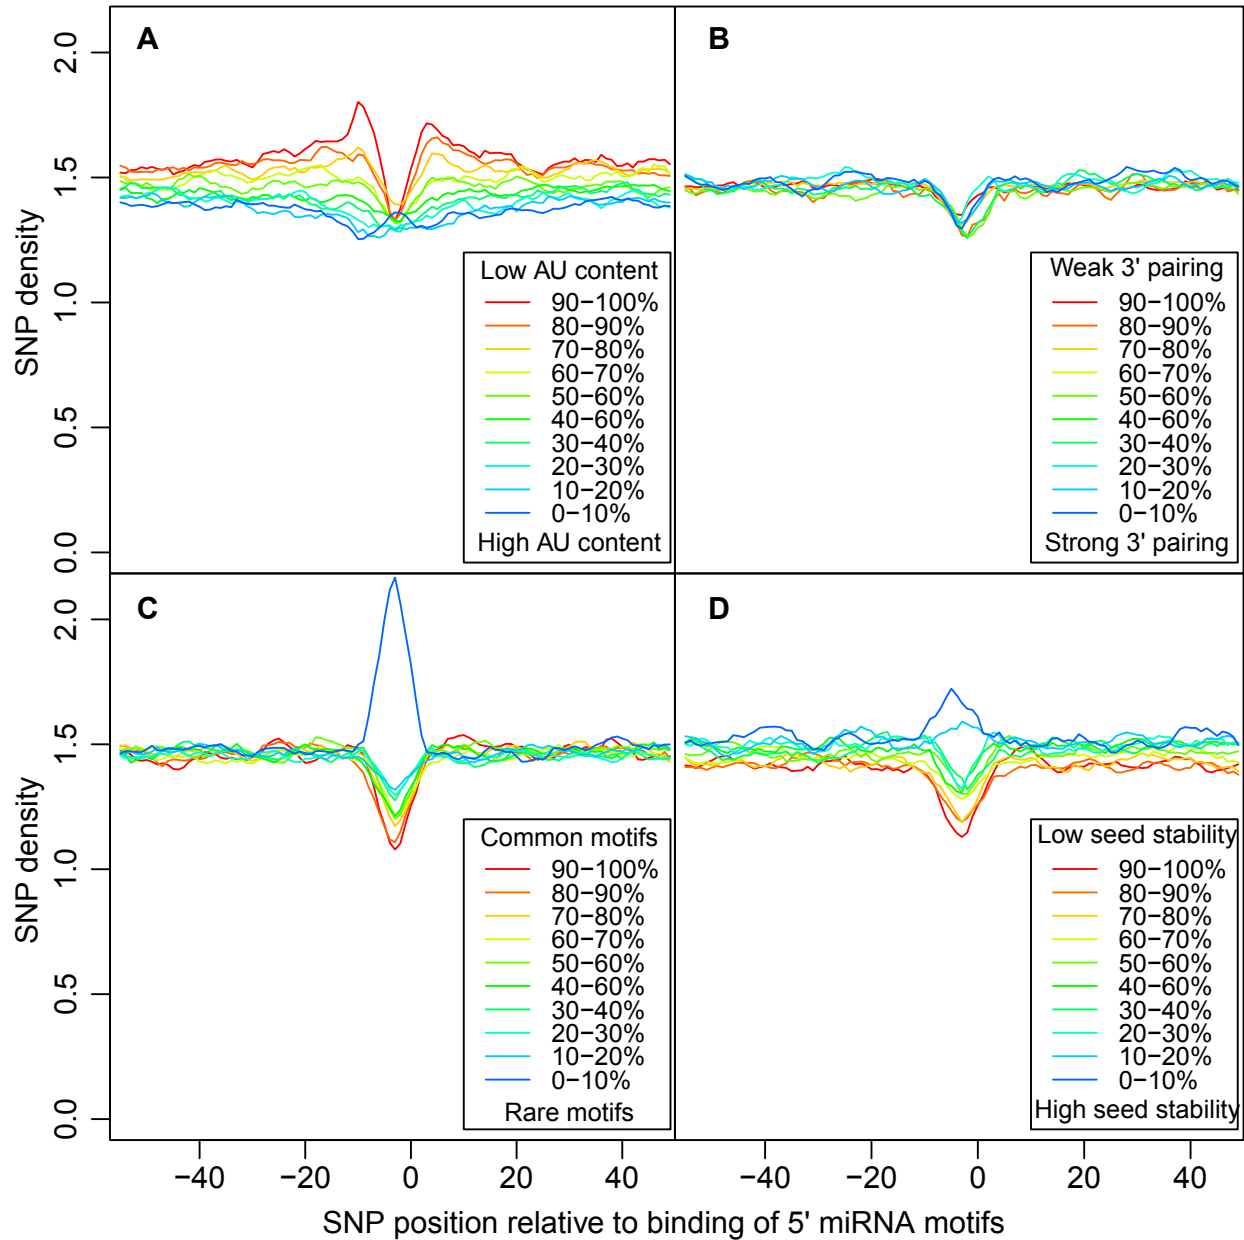 A
SNP density
0.0 0.5 1.0 1.5 2.0
Low AU content
90−100%
80−90%
70−80%
60−70%
50−60%
40−60%
30−40%
20−30%
10−20%
0−10%
High AU content
B
Weak 3' pairing
90−100%
80−90%
70−80%
60−70%
50−60%
40−60%
30−40%
20−30%
10−20%
0−10%
Strong 3' pairing
C
SNP density
0.0 0.5 1.0 1.5 2.0
Common motifs
90−100%
80−90%
70−80%
60−70%
50−60%
40−60%
30−40%
20−30%
10−20%
0−10%
Rare motifs
−40 −20 0 20 40
D
Low seed stability
90−100%
80−90%
70−80%
60−70%
50−60%
40−60%
30−40%
20−30%
10−20%
0−10%
High seed stability
−40 −20 0 20 40
SNP position relative to binding of 5' miRNA motifs